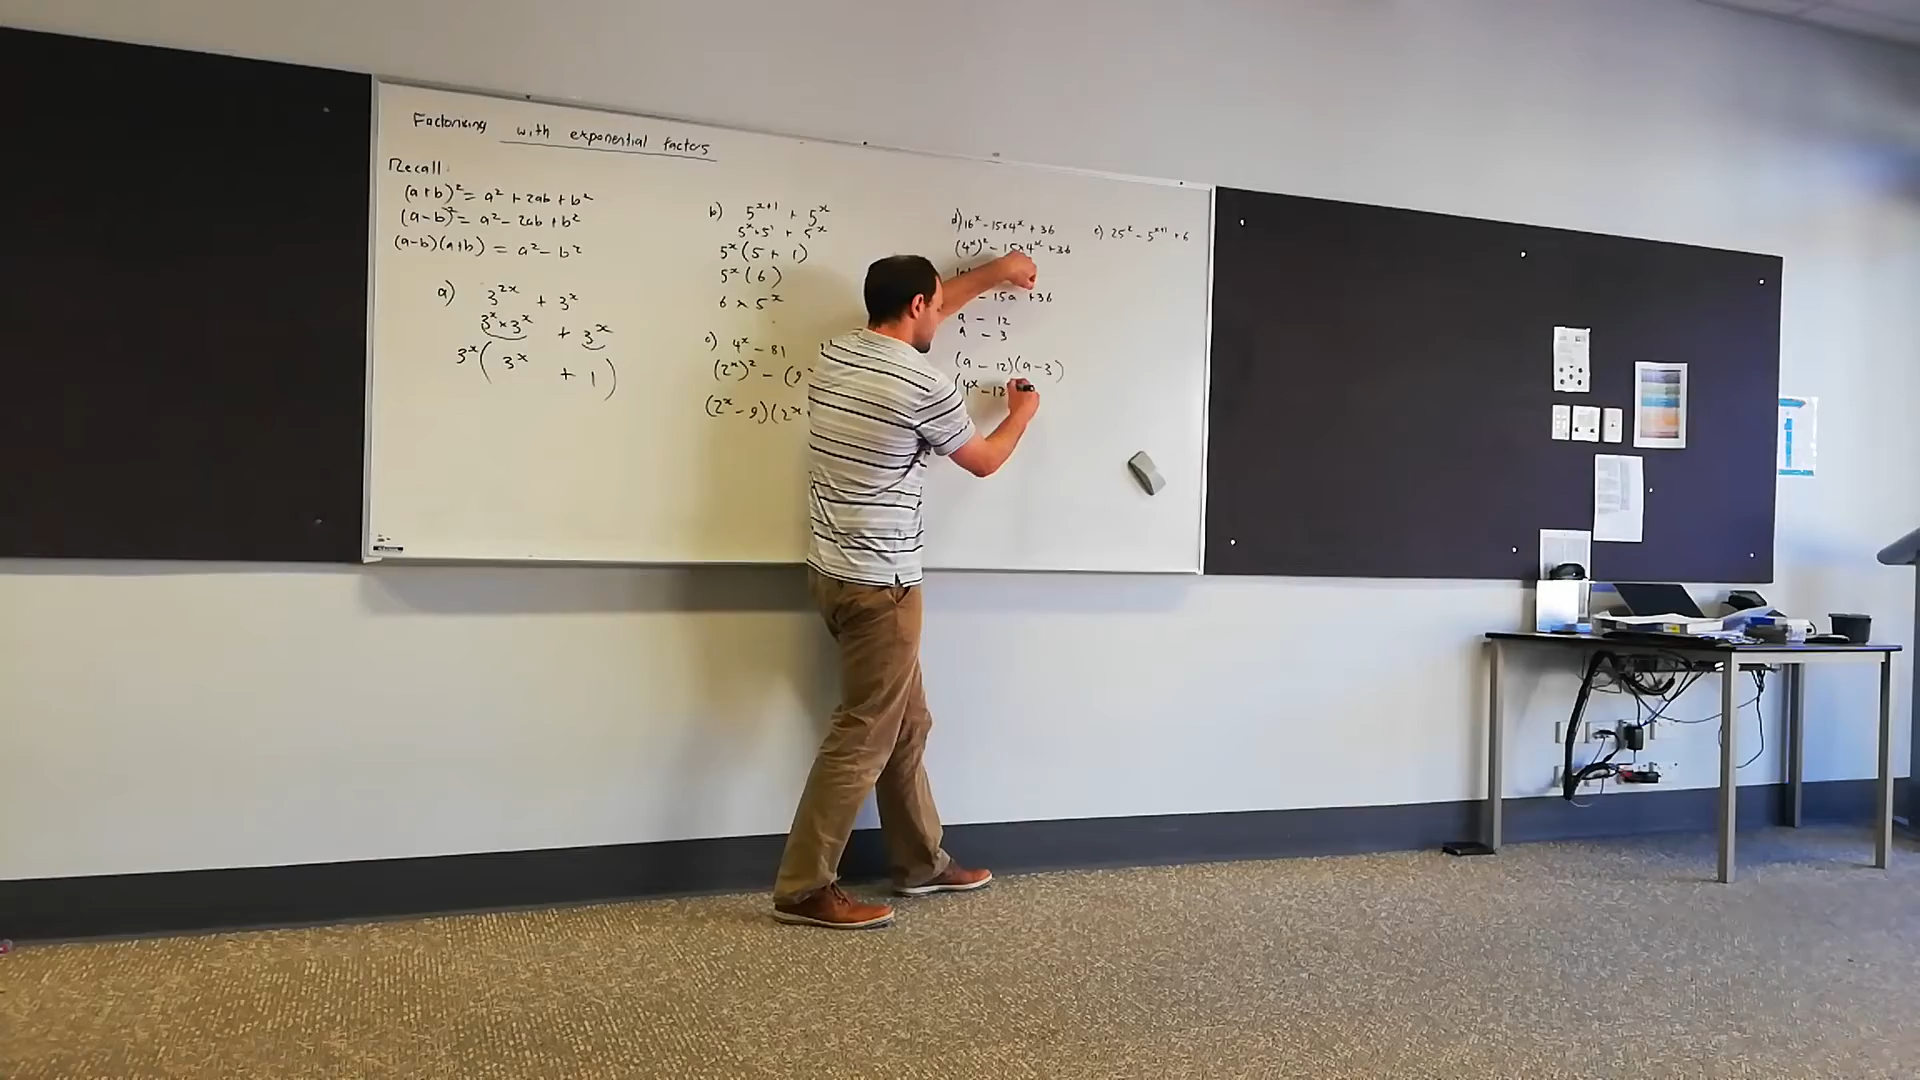 Factorising with exponential factors
Recall:
(a+b)² = a² + 2ab + b²
(a-b)² = a² - 2ab + b²
(a-b)(a+b) = a² - b²
a) 3^{2x} + 3^x
3^x × 3^x + 3^x
3^x ( 3^x + 1 )
b) 5^{x+1} + 5^x
5^x × 5^1 + 5^x
5^x (5 + 1)
5^x (6)
6 × 5^x
c) 4^x - 81
(2^x)² - (9
(2^x - 9)(2^x
d) 16^x - 15×4^x + 36
(4^x)² - 15×4^x + 36
- 15a + 36
a - 12
a - 3
(a - 12)(a - 3)
(4^x - 12
e) 25^x - 5^{x+1} + 6